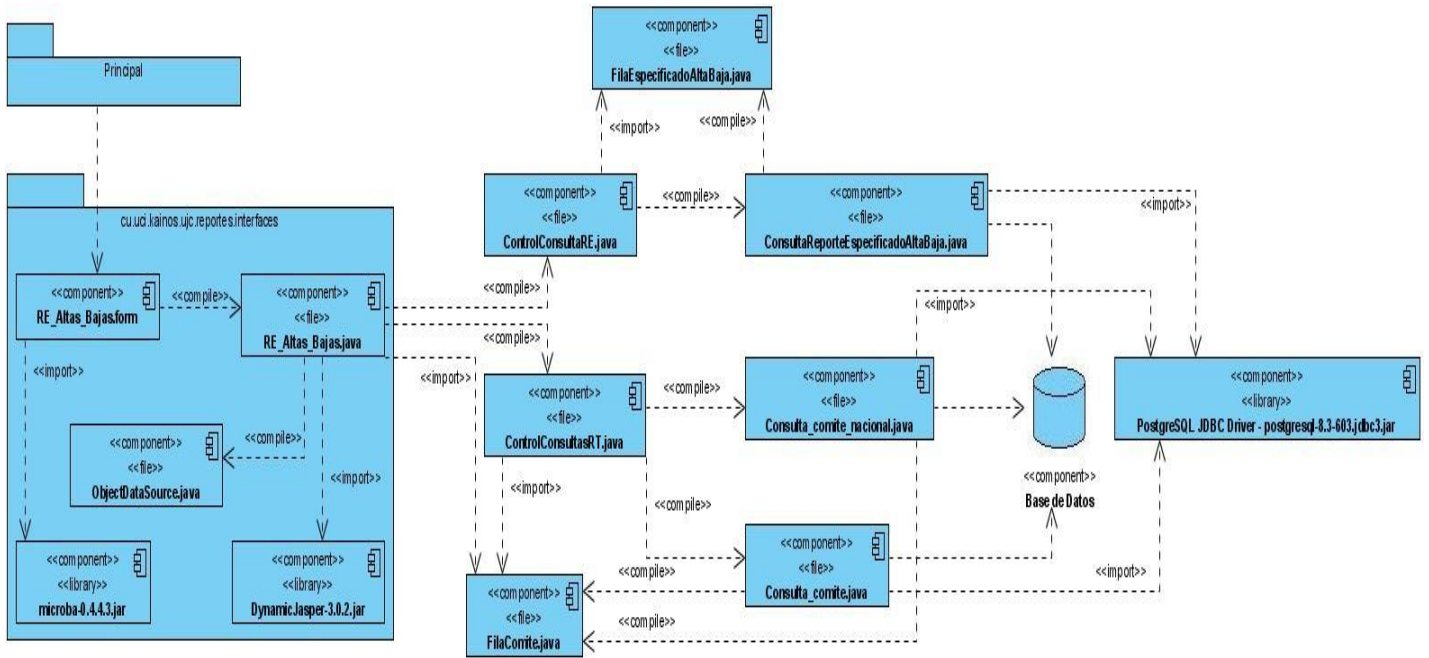 <<component>>
<<file>>
FilaEspecificadoAltaBaja.java
Principal
<<import>>
<<compile>>
cu.uci.kainos.ujc.reportes.interfaces
<<component>>
<<file>>
ControlConsultaRE.java
<<compile>>
<<component>>
<<file>>
ConsultaReporteEspecificadoAltaBaja.java
<<import>>
<<component>>
RE_Altas_Bajas.form
<<compile>>
<<component>>
<<file>>
RE_Altas_Bajas.java
<<compile>>
<<compile>>
<<import>>
<<import>>
<<import>>
<<component>>
<<file>>
ControlConsultasRT.java
<<compile>>
<<component>>
<<file>>
Consulta_comite_nacional.java
<<component>>
<<library>>
PostgreSQL JDBC Driver - postgresql-8.3-603.jdbc3.jar
<<component>>
<<file>>
ObjectDataSource.java
<<compile>>
<<import>>
<<import>>
<<compile>>
<<component>>
Base de Datos
<<component>>
<<library>>
microba-0.4.4.3.jar
<<component>>
<<library>>
DynamicJasper-3.0.2.jar
<<component>>
<<file>>
FilaComite.java
<<compile>>
<<component>>
<<file>>
Consulta_comite.java
<<import>>
<<compile>>